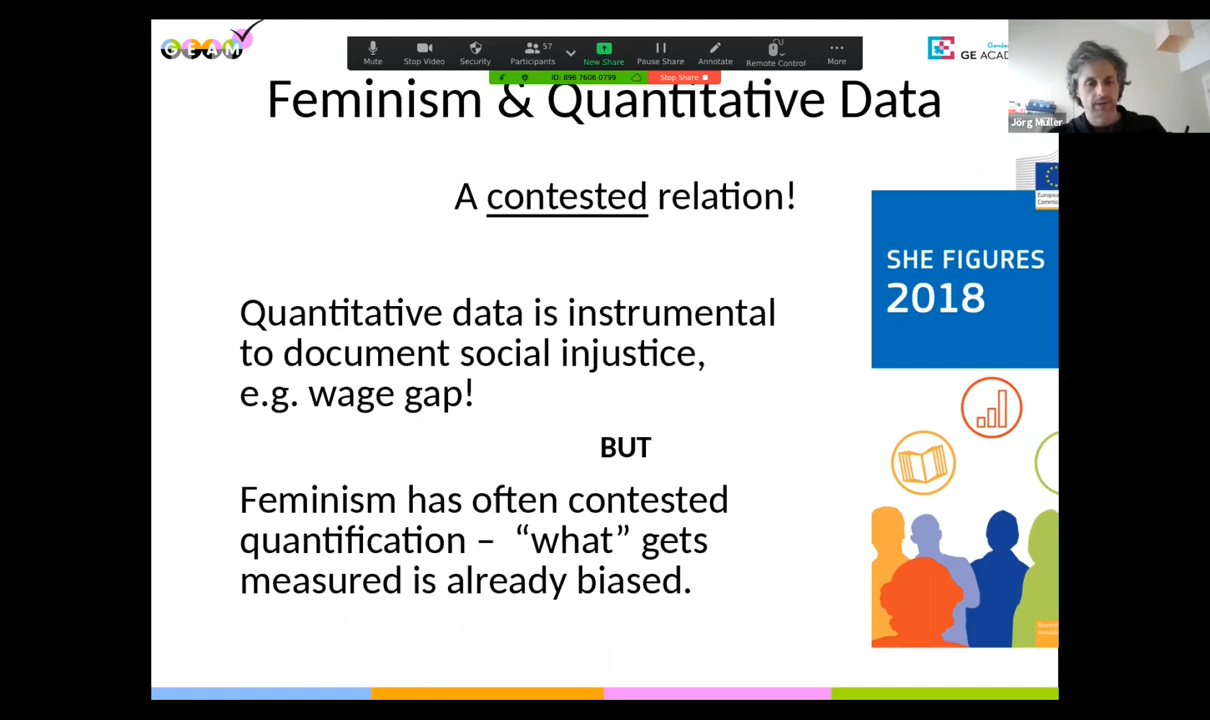 GEAM
Mute
Stop Video
Security
Participants
57
New Share
Pause Share
Annotate
Remote Control
More
ID: 896 7606 0799
Stop Share
GE ACAD
Jörg Müller
Feminism & Quantitative Data
A contested relation!
SHE FIGURES
2018
Quantitative data is instrumental
to document social injustice,
e.g. wage gap!
BUT
Feminism has often contested
quantification – “what” gets
measured is already biased.